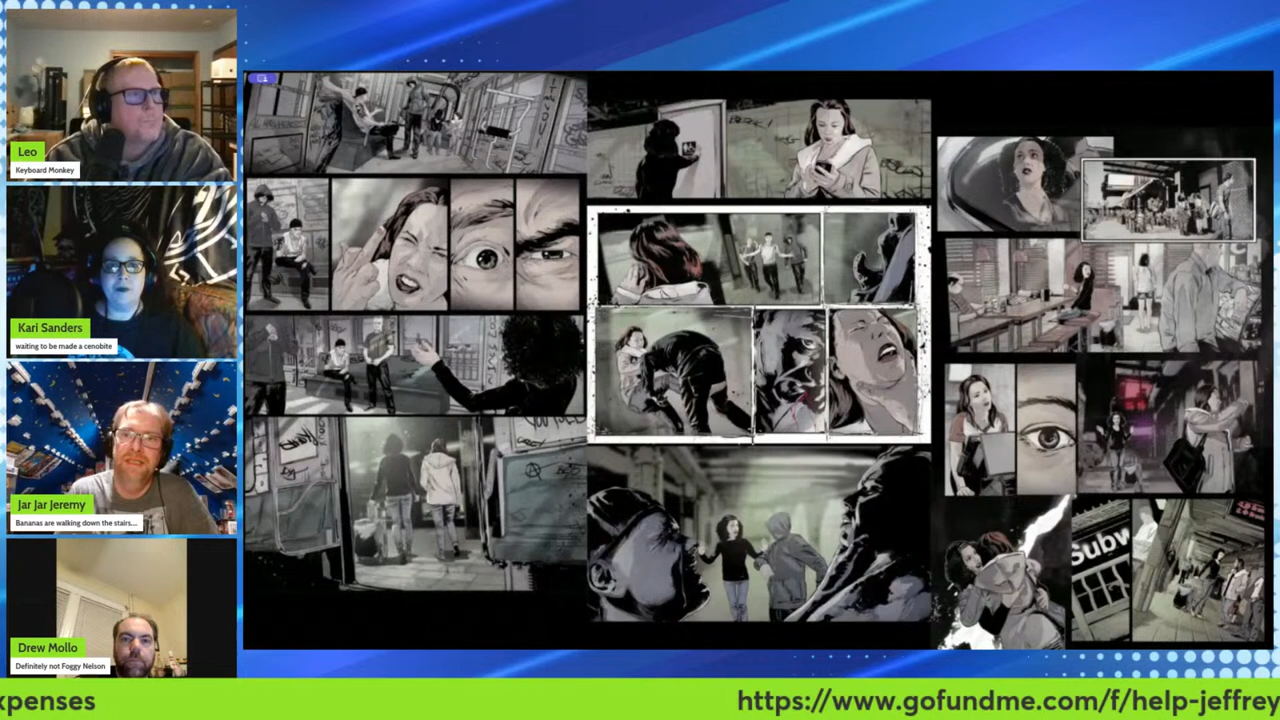 Leo
Keyboard Monkey
Kari Sanders
waiting to be made a cenobite
Jar Jar Jeremy
Bananas are walking down the stairs....
Drew Mollo
Definitely not Foggy Nelson
Subw
xpenses
https://www.gofundme.com/f/help-jeffrey